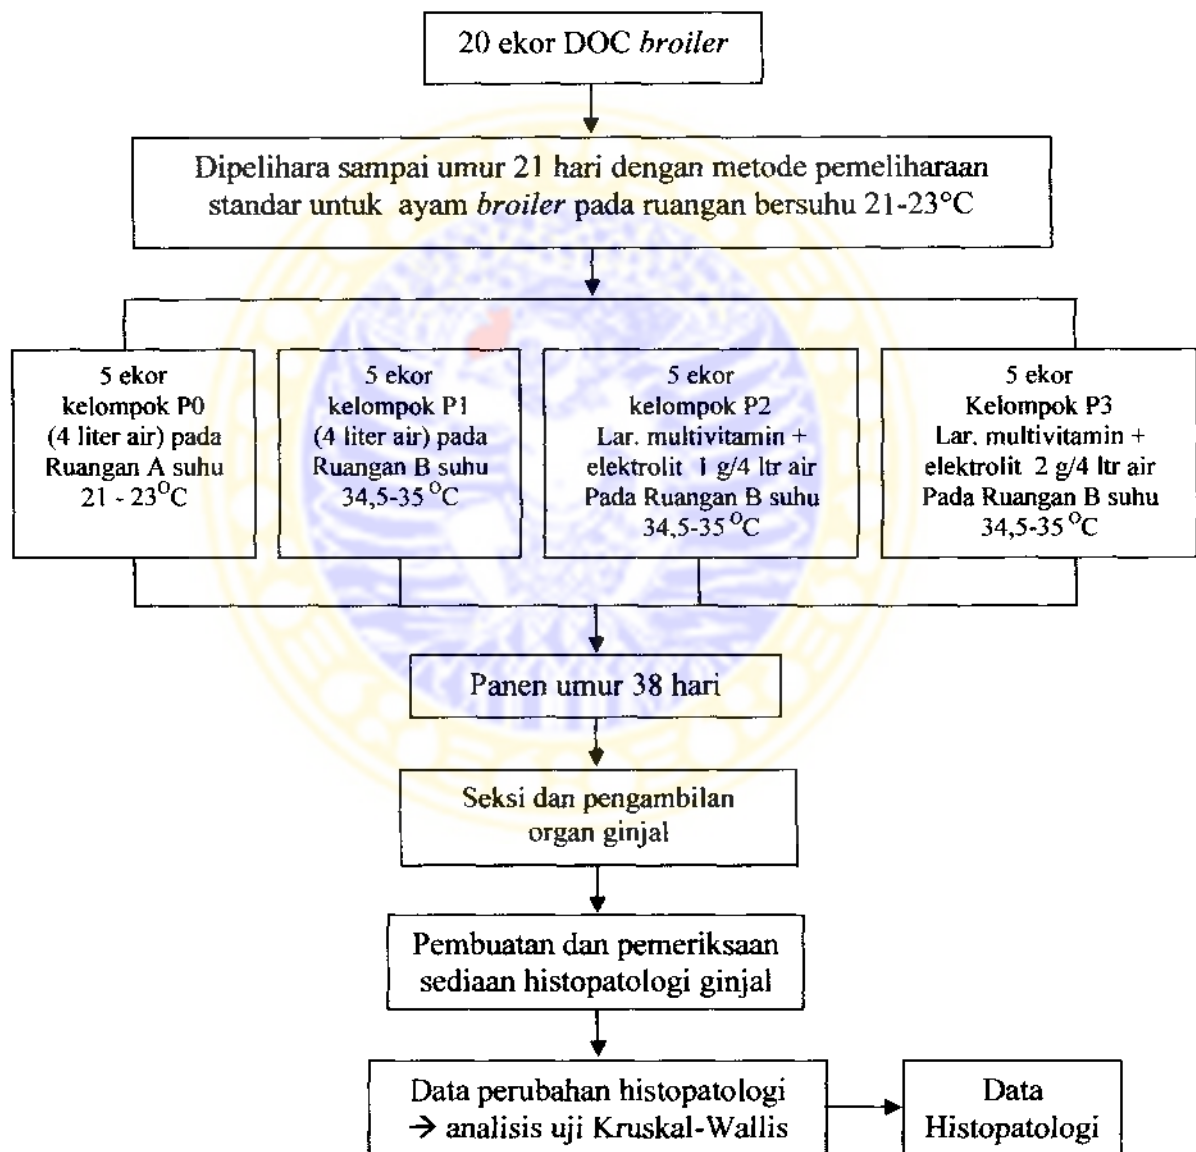 20 ekor DOC broiler
Dipelihara sampai umur 21 hari dengan metode pemeliharaan
standar untuk ayam broiler pada ruangan bersuhu 21-23°C
5 ekor
kelompok P0
(4 liter air) pada
Ruangan A suhu
21 - 23°C
5 ekor
kelompok P1
(4 liter air) pada
Ruangan B suhu
34,5-35 °C
5 ekor
kelompok P2
Lar. multivitamin +
elektrolit 1 g/4 ltr air
Pada Ruangan B suhu
34,5-35 °C
5 ekor
Kelompok P3
Lar. multivitamin +
elektrolit 2 g/4 ltr air
Pada Ruangan B suhu
34,5-35 °C
Panen umur 38 hari
Seksi dan pengambilan
organ ginjal
Pembuatan dan pemeriksaan
sediaan histopatologi ginjal
Data perubahan histopatologi
→ analisis uji Kruskal-Wallis
Data
Histopatologi